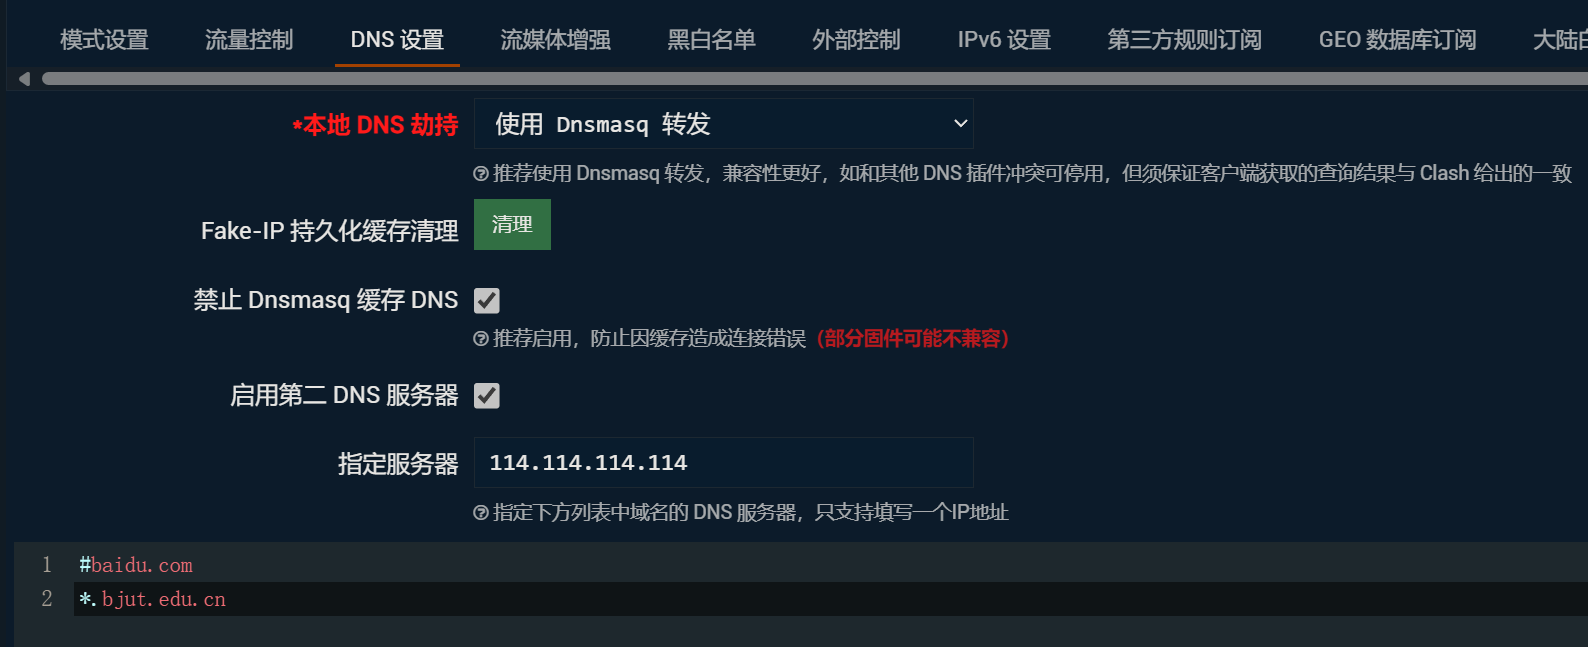 模式设置 流量控制 DNS 设置 流媒体增强 黑白名单 外部控制 IPv6 设置 第三方规则订阅 GEO 数据库订阅 大陆白
*本地 DNS 劫持 使用 Dnsmasq 转发
推荐使用 Dnsmasq 转发，兼容性更好，如和其他 DNS 插件冲突可停用，但须保证客户端获取的查询结果与 Clash 给出的一致
Fake-IP 持久化缓存清理 清理
禁止 Dnsmasq 缓存 DNS
推荐启用，防止因缓存造成连接错误（部分固件可能不兼容）
启用第二 DNS 服务器
指定服务器 114.114.114.114
指定下方列表中域名的 DNS 服务器，只支持填写一个IP地址
1 #baidu.com
2 *.bjut.edu.cn